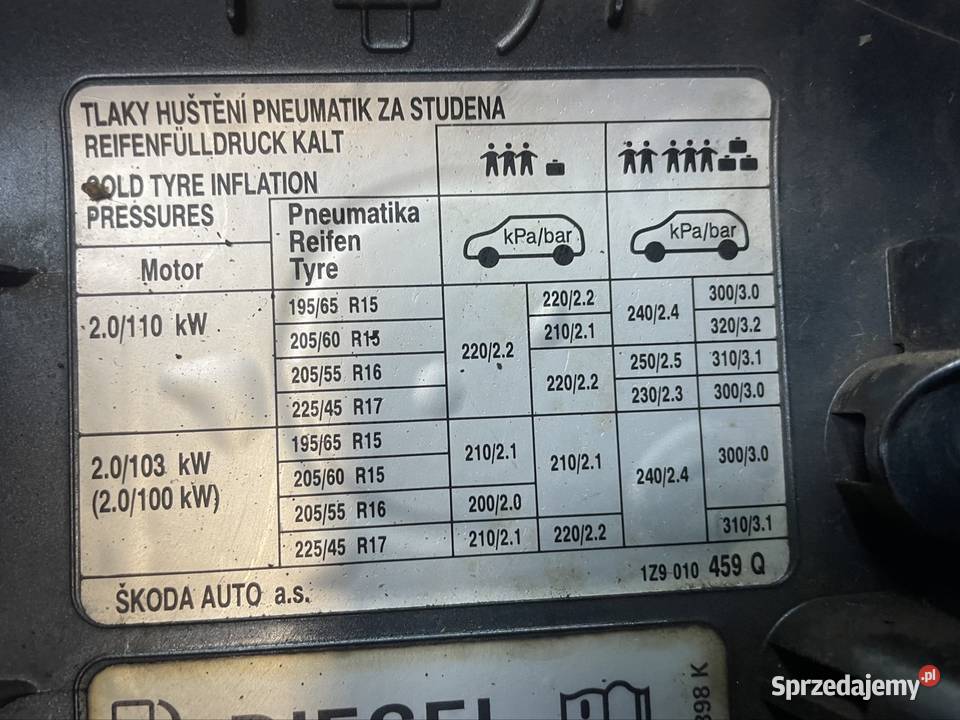 TLAKY HUŠTĚNÍ PNEUMATIK ZA STUDENA
REIFENFÜLLDRUCK KALT
COLD TYRE INFLATION
PRESSURES
Motor
Pneumatika
Reifen
Tyre
kPa/bar
kPa/bar
2.0/110 kW
195/65 R15
205/60 R15
205/55 R16
225/45 R17
220/2.2
220/2.2
210/2.1
220/2.2
240/2.4
250/2.5
230/2.3
300/3.0
320/3.2
310/3.1
300/3.0
2.0/103 kW
(2.0/100 kW)
195/65 R15
205/60 R15
205/55 R16
225/45 R17
210/2.1
200/2.0
210/2.1
210/2.1
220/2.2
240/2.4
300/3.0
310/3.1
ŠKODA AUTO a.s.
1Z9 010 459 Q
DIESEL
898 K
Sprzedajemy.pl